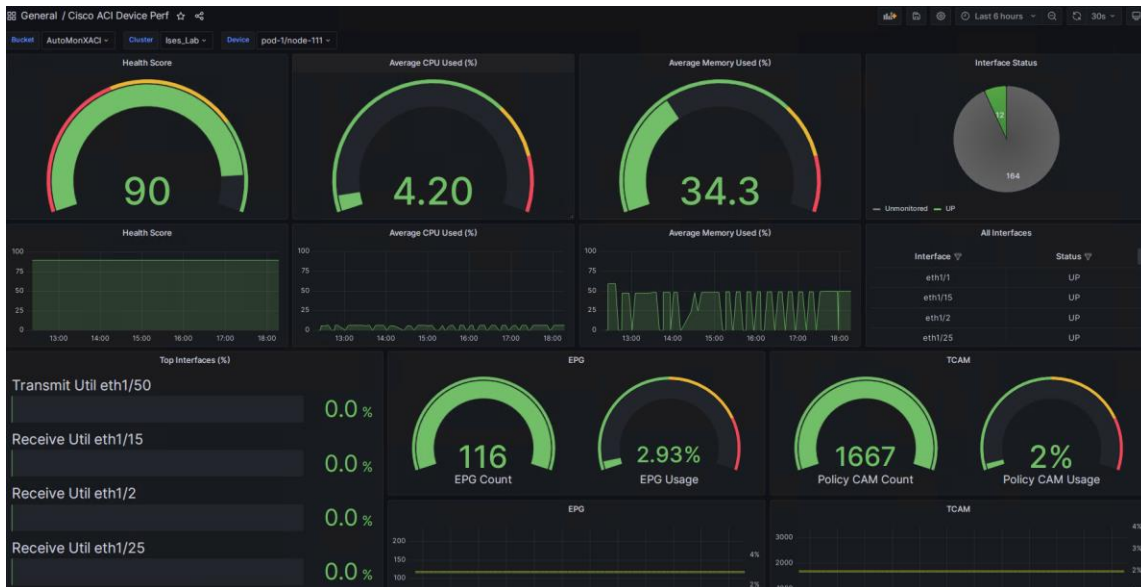 General / Cisco ACI Device Perf
Last 6 hours
30s
Bucket AutoMonXACI Cluster Ises_Lab Device pod-1/node-111
Health Score
90
Average CPU Used (%)
4.20
Average Memory Used (%)
34.3
Interface Status
12
164
Unmonitored UP
Health Score
100
75
50
25
0
13:00 14:00 15:00 16:00 17:00 18:00
Average CPU Used (%)
100
75
50
25
0
13:00 14:00 15:00 16:00 17:00 18:00
Average Memory Used (%)
100
75
50
25
0
13:00 14:00 15:00 16:00 17:00 18:00
All Interfaces
Interface Status
eth1/1 UP
eth1/15 UP
eth1/2 UP
eth1/25 UP
Top Interfaces (%)
Transmit Util eth1/50
0.0 %
Receive Util eth1/15
0.0 %
Receive Util eth1/2
0.0 %
Receive Util eth1/25
0.0 %
EPG
116
EPG Count
2.93%
EPG Usage
TCAM
1667
Policy CAM Count
2%
Policy CAM Usage
EPG
200
150
100
4%
2%
TCAM
3000
2000
4%
3%
2%